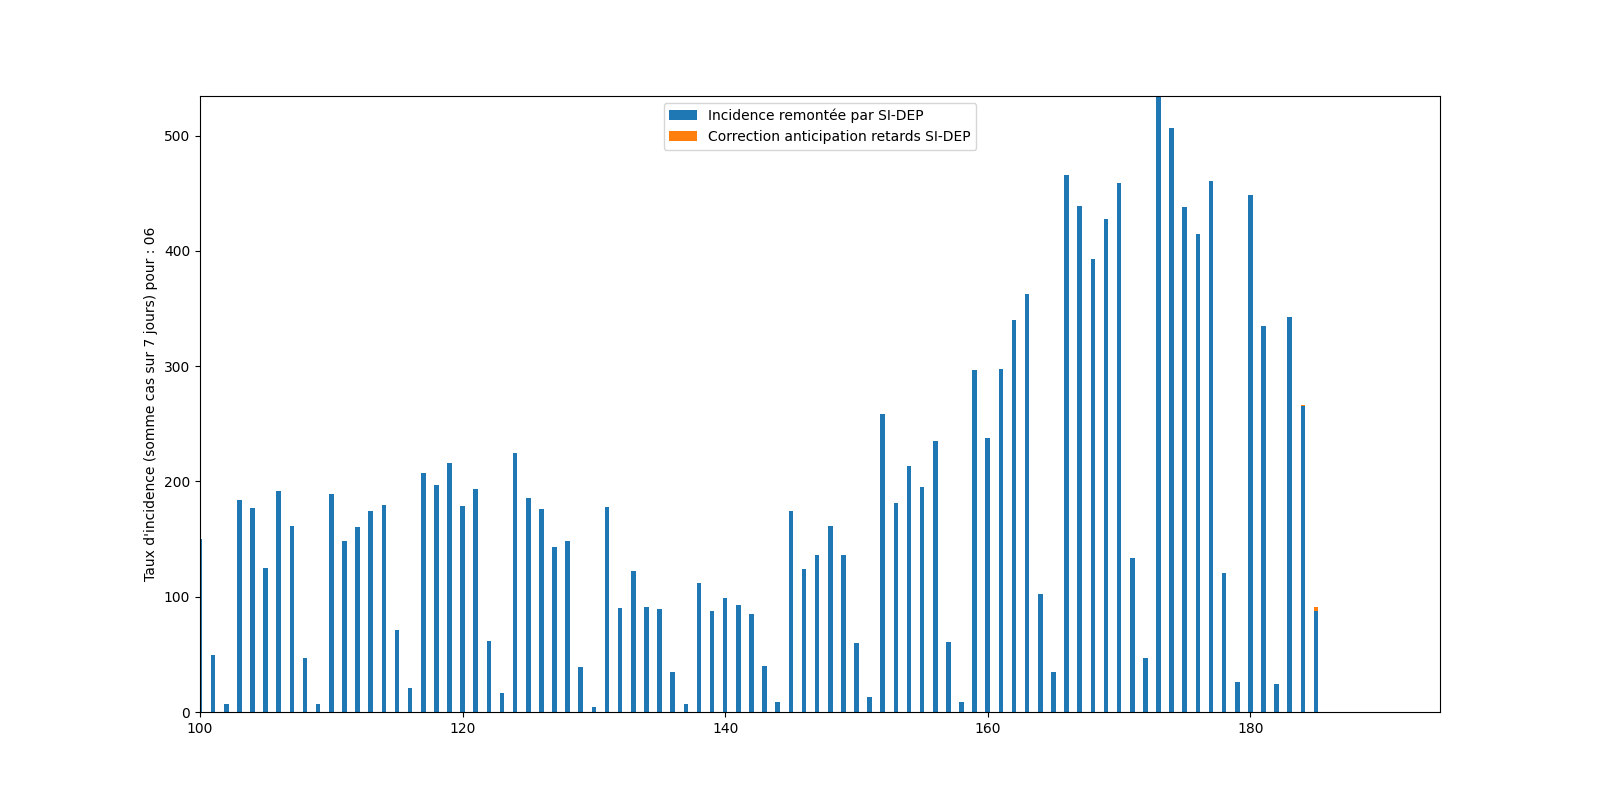 Incidence remontée par SI-DEP
Correction anticipation retards SI-DEP
Taux d'incidence (somme cas sur 7 jours) pour : 06
500
400
300
200
100
0
100 120 140 160 180